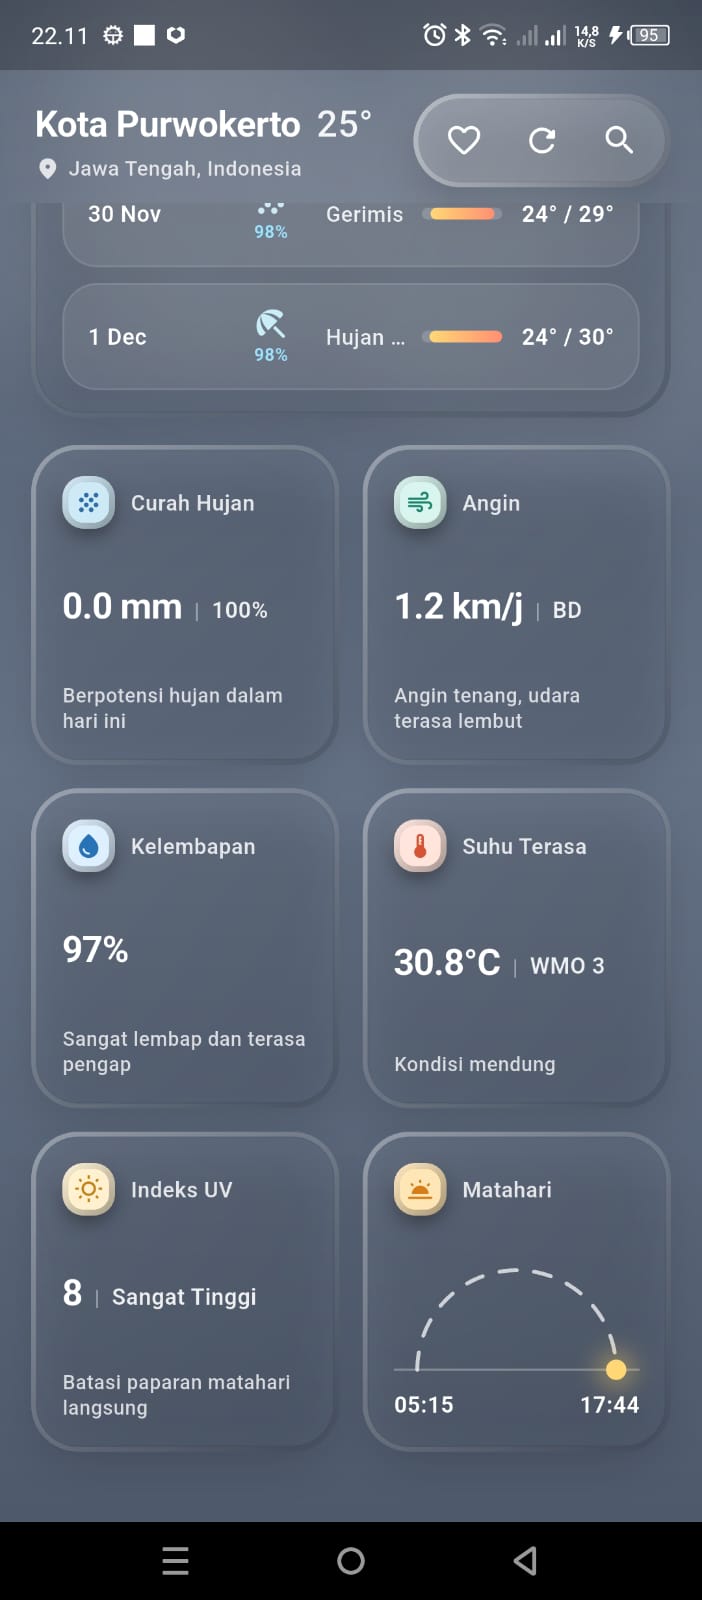 22.11
14,8
K/S
95
Kota Purwokerto 25°
Jawa Tengah, Indonesia
30 Nov
98%
Gerimis
24° / 29°
1 Dec
98%
Hujan ...
24° / 30°
Curah Hujan
0.0 mm | 100%
Berpotensi hujan dalam
hari ini
Angin
1.2 km/j | BD
Angin tenang, udara
terasa lembut
Kelembapan
97%
Sangat lembap dan terasa
pengap
Suhu Terasa
30.8°C | WMO 3
Kondisi mendung
Indeks UV
8 | Sangat Tinggi
Batasi paparan matahari
langsung
Matahari
05:15
17:44